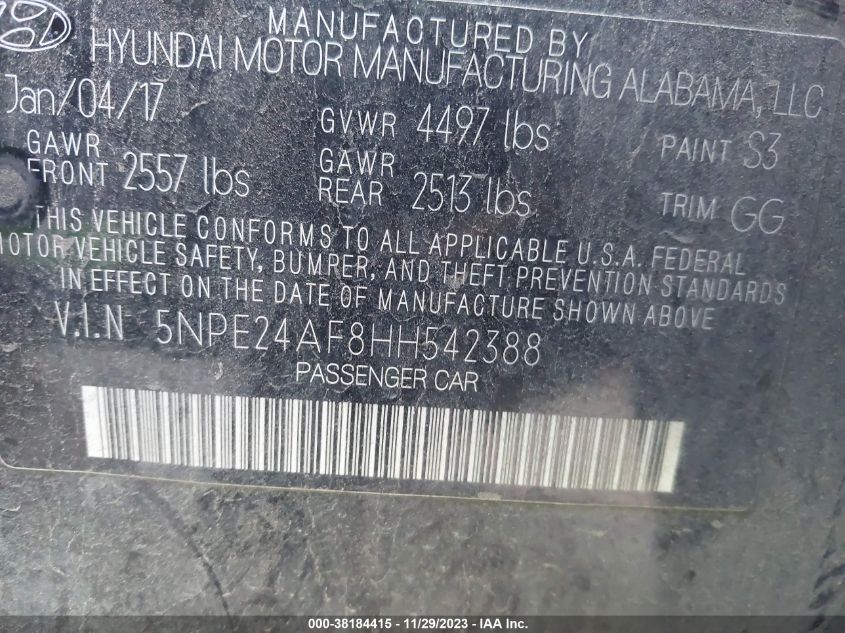 MANUFACTURED BY
HYUNDAI MOTOR MANUFACTURING ALABAMA, LLC
Jan/04/17
GVWR 4497 lbs
PAINT S3
GAWR FRONT 2557 lbs
GAWR REAR 2513 lbs
TRIM GG
THIS VEHICLE CONFORMS TO ALL APPLICABLE U.S.A. FEDERAL
MOTOR VEHICLE SAFETY, BUMPER, AND THEFT PREVENTION STANDARDS
IN EFFECT ON THE DATE OF MANUFACTURE SHOWN ABOVE
V.I.N 5NPE24AF8HH542388
PASSENGER CAR
000-38184415 - 11/29/2023 - IAA Inc.